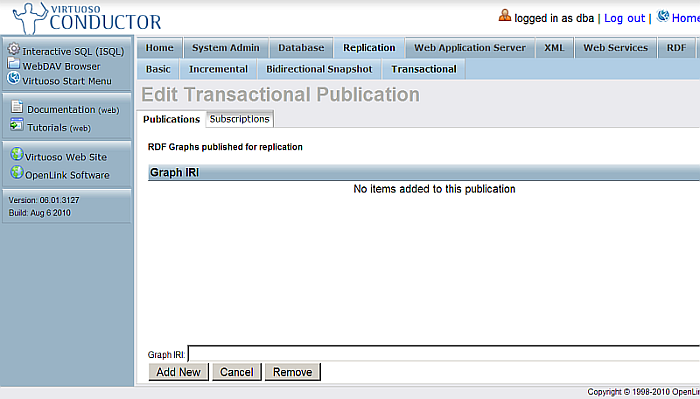 VIRTUOSO
CONDUCTOR
logged in as dba | Log out | Home
Interactive SQL (ISQL)
WebDAV Browser
Virtuoso Start Menu
Documentation (web)
Tutorials (web)
Virtuoso Web Site
OpenLink Software
Version: 06.01.3127
Build: Aug 6 2010
Home System Admin Database Replication Web Application Server XML Web Services RDF
Basic Incremental Bidirectional Snapshot Transactional
Edit Transactional Publication
Publications Subscriptions
RDF Graphs published for replication
Graph IRI
No items added to this publication
Graph IRI:
Add New Cancel Remove
Copyright © 1998-2010 OpenLin